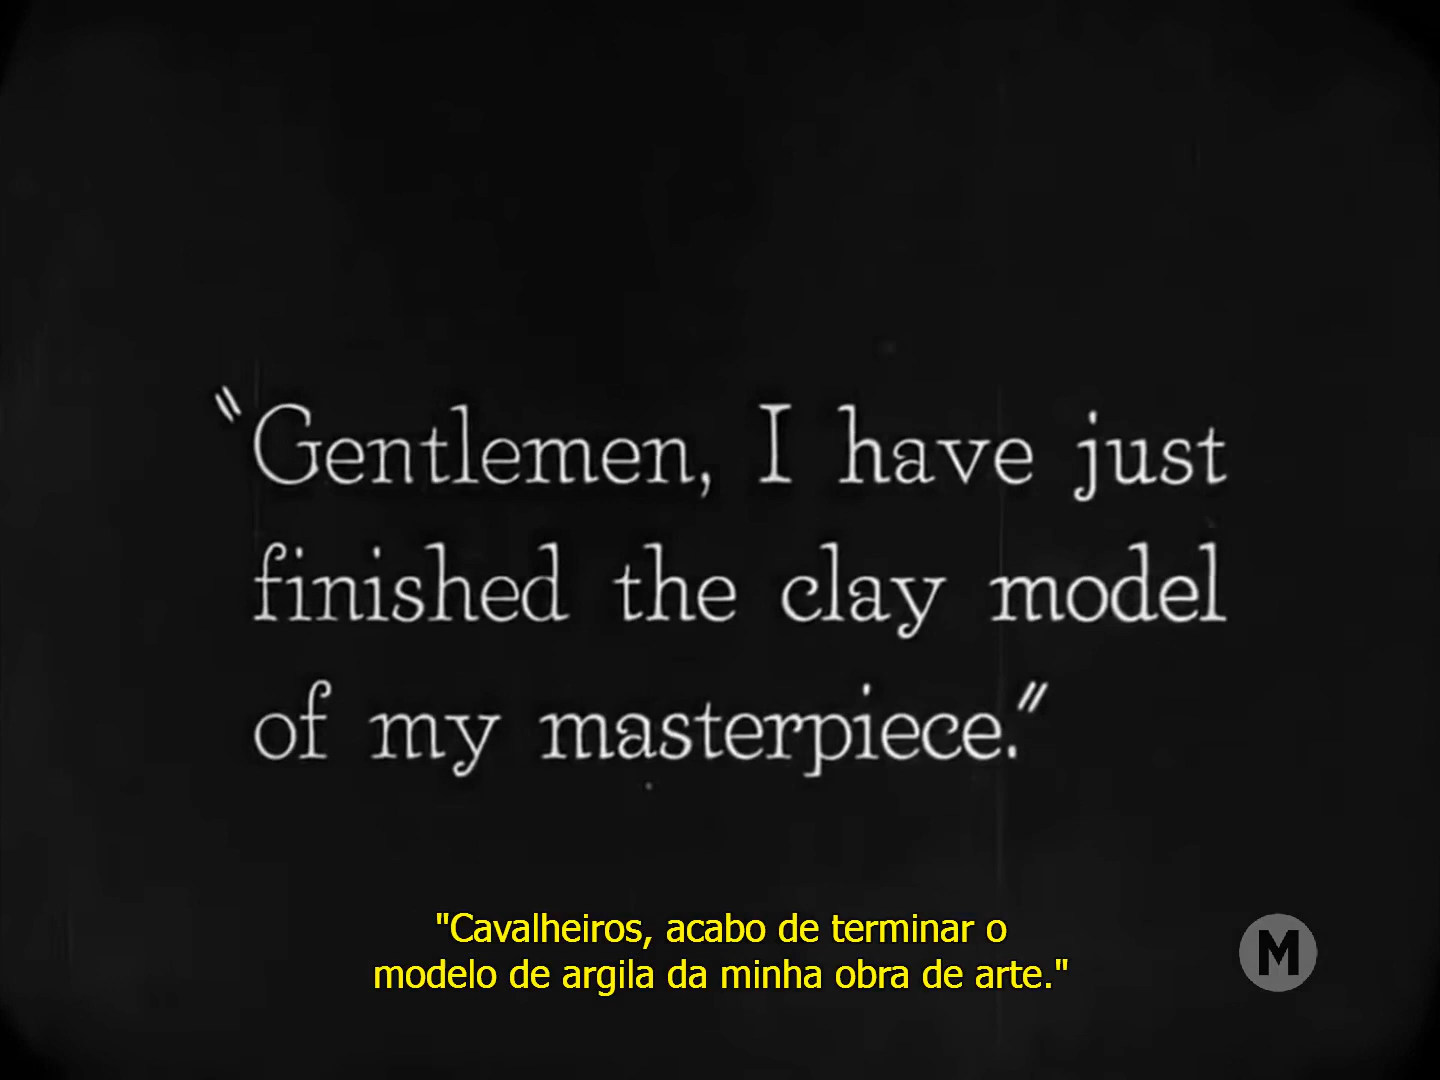 "Gentlemen, I have just
finished the clay model
of my masterpiece."
"Cavalheiros, acabo de terminar o
modelo de argila da minha obra de arte."
M